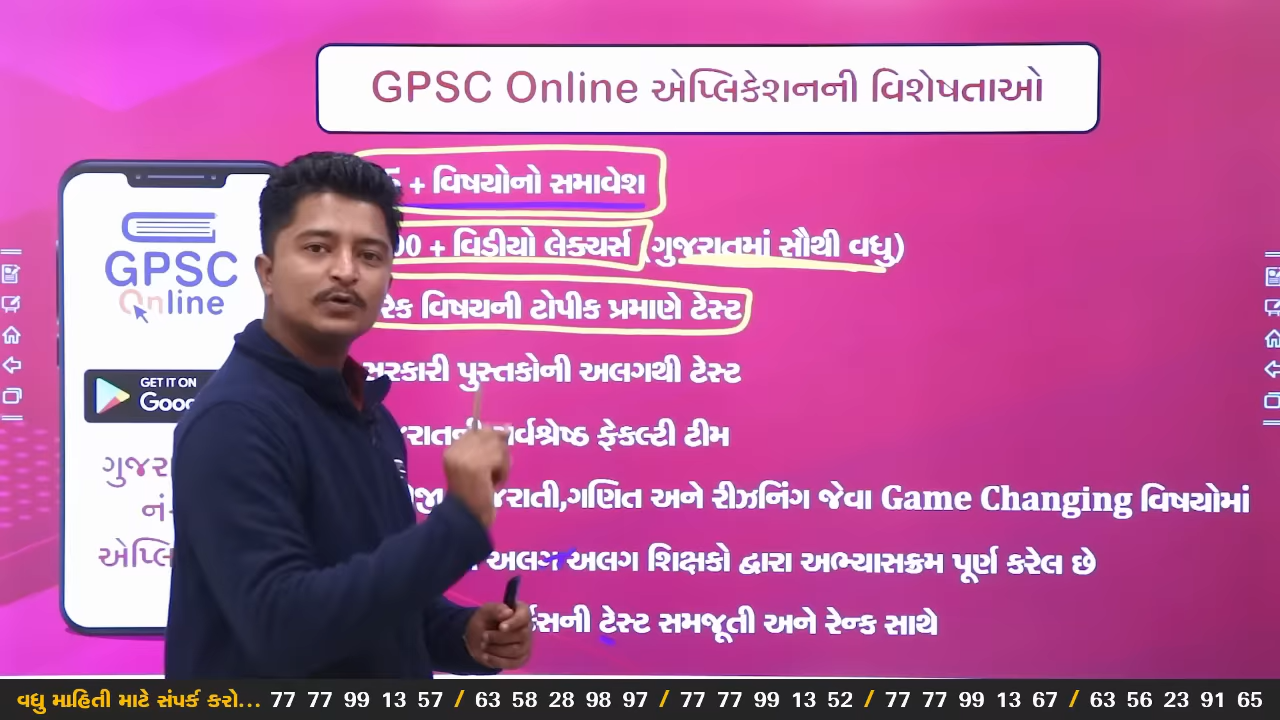 GPSC Online એપ્લિકેશનની વિશેષતાઓ
+ વિષયોનો સમાવેશ
00 + વિડીયો લેક્ચર્સ (ગુજરાતમાં સૌથી વધુ)
વિષયની ટોપીક પ્રમાણે ટેસ્ટ
સરકારી પુસ્તકોની અલગથી ટેસ્ટ
ફેકલ્ટી ટીમ
ગણિત અને રીઝનિંગ જેવા Game Changing વિષયોમાં
અલગ અલગ શિક્ષકો દ્વારા અભ્યાસક્રમ પૂર્ણ કરેલ છે
ટેસ્ટ સમજૂતી અને રેન્ક સાથે
GPSC
Online
GET IT ON
વધુ માહિતી માટે સંપર્ક કરો... 77 77 99 13 57 / 63 58 28 98 97 / 77 77 99 13 52 / 77 77 99 13 67 / 63 56 23 91 65